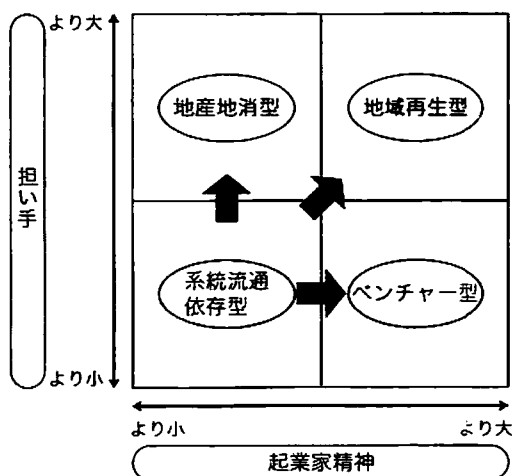 より大
地産地消型
地域再生型
担い手
系統流通
依存型
ベンチャー型
より小
より小
より大
起業家精神